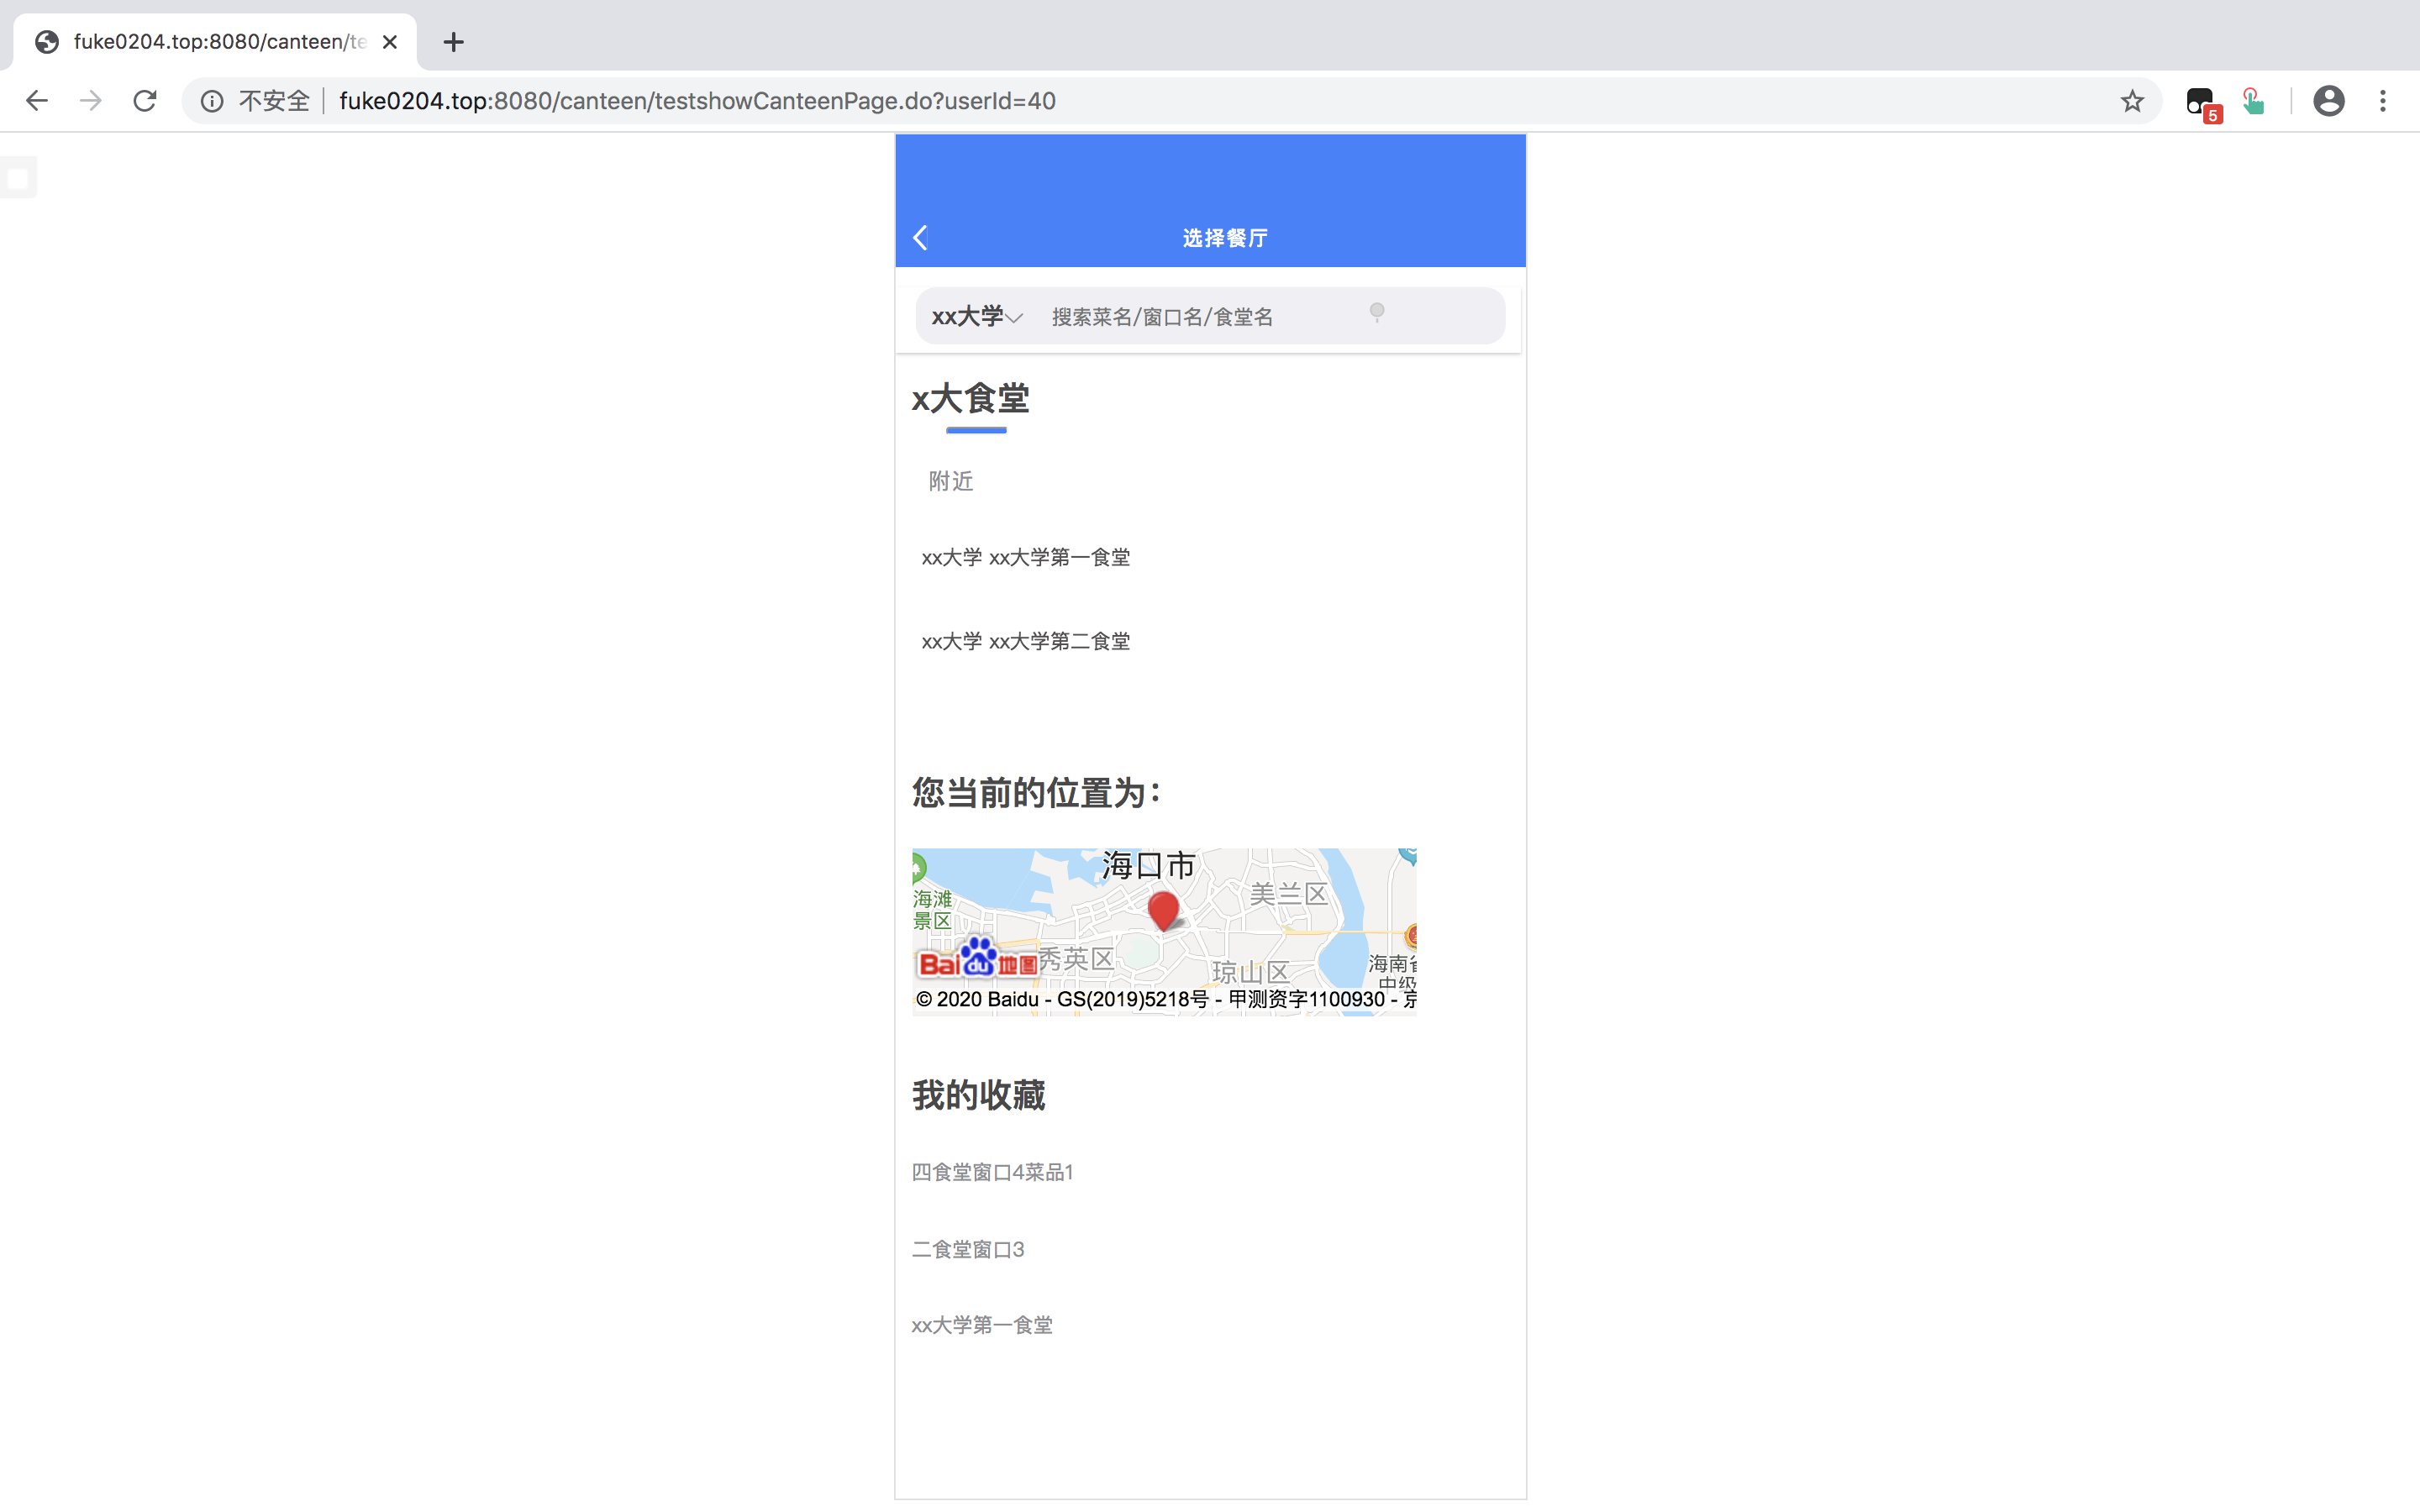 fuke0204.top:8080/canteen/te
不安全
fuke0204.top:8080/canteen/testshowCanteenPage.do?userId=40
5
选择餐厅
xx大学 搜索菜名/窗口名/食堂名
x大食堂
附近
xx大学 xx大学第一食堂
xx大学 xx大学第二食堂
您当前的位置为：
海口市
美兰区
海滩
景区
秀英区
琼山区
海南省
中级
Bai du 地图
© 2020 Baidu - GS(2019)5218号 - 甲测资字1100930 - 京
我的收藏
四食堂窗口4菜品1
二食堂窗口3
xx大学第一食堂